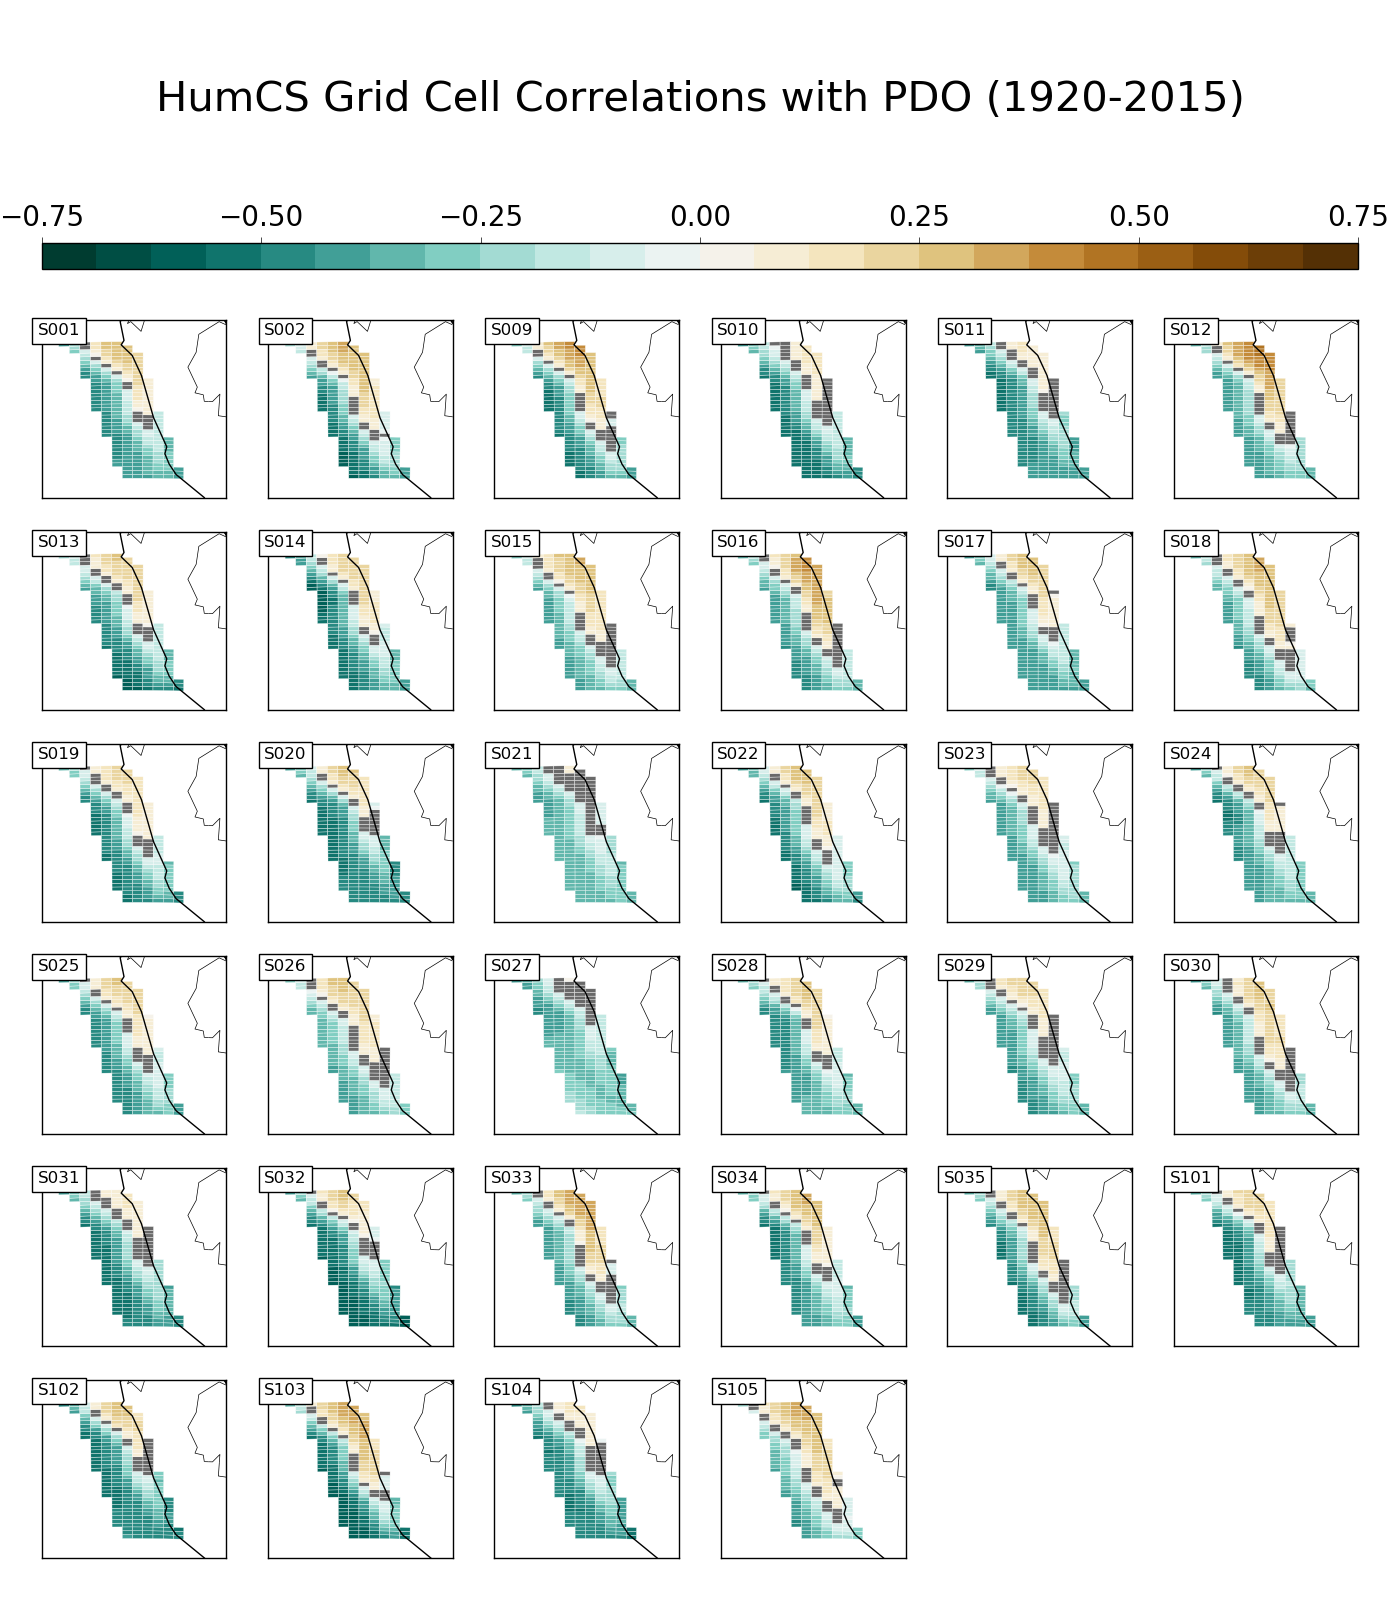 HumCS Grid Cell Correlations with PDO (1920-2015)
−0.75 −0.50 −0.25 0.00 0.25 0.50 0.75
S001 S002 S009 S010 S011 S012
S013 S014 S015 S016 S017 S018
S019 S020 S021 S022 S023 S024
S025 S026 S027 S028 S029 S030
S031 S032 S033 S034 S035 S101
S102 S103 S104 S105